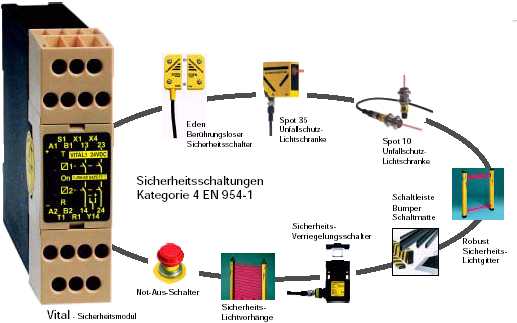 S1 X1 X4
A1 B1 13 23
T VITAL1 24VDC
1
On
2
R
A2 B2 14 24
T1 R1 Y14
Eden
Berührungsloser
Sicherheitsschalter
Spot 35
Unfallschutz-
Lichtschranke
Spot 10
Unfallschutz-
Lichtschranke
Sicherheitsschaltungen
Kategorie 4 EN 954-1
Schaltleiste
Bumper
Schaltmatte
Robust
Sicherheits-
Lichtgitter
Sicherheits-
Verriegelungsschalter
Not-Aus-Schalter
Sicherheits-
Lichtvorhänge
Vital - Sicherheitsmodul